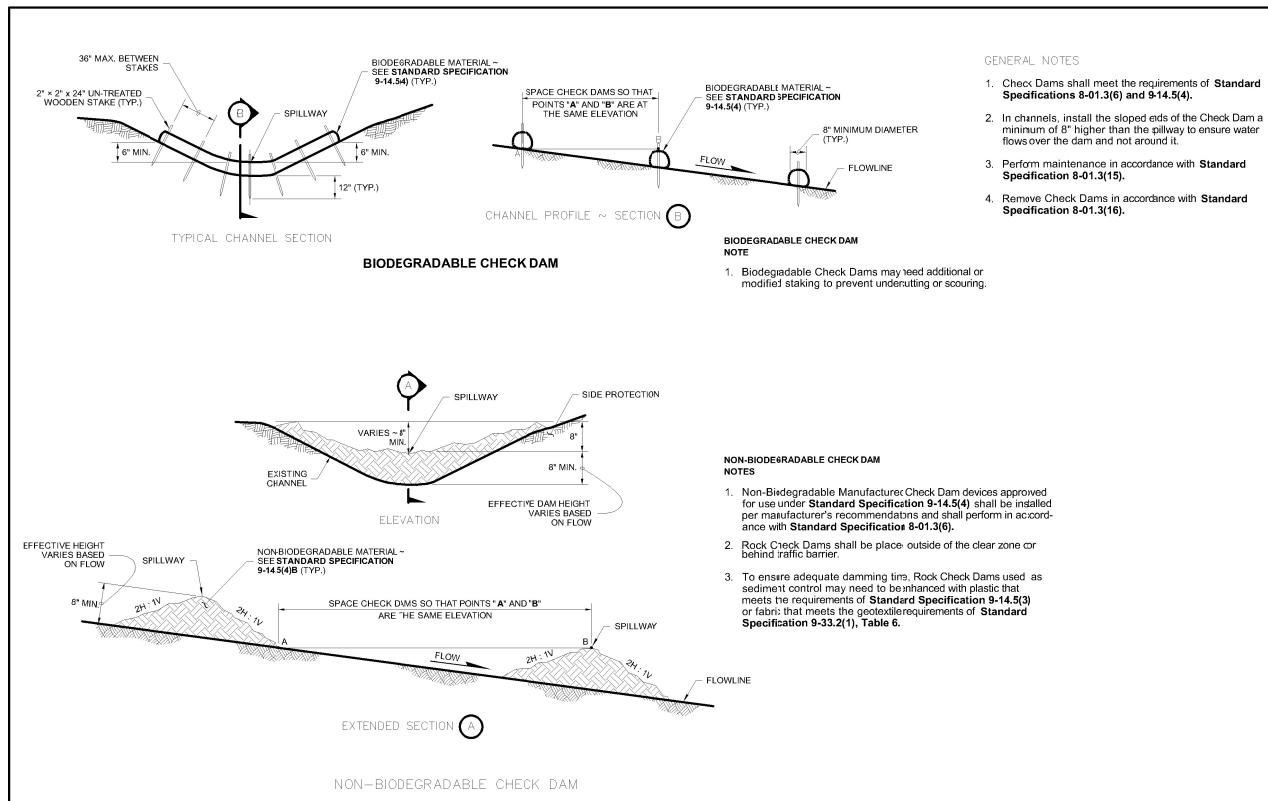 36" MAX. BETWEEN
STAKES
2" × 2" x 24" UN-TREATED
WOODEN STAKE (TYP.)
B
SPILLWAY
BIODEGRADABLE MATERIAL ~
SEE STANDARD SPECIFICATION
9-14.5(4) (TYP.)
6" MIN.
6" MIN.
12" (TYP.)
TYPICAL CHANNEL SECTION
SPACE CHECK DAMS SO THAT
POINTS "A" AND "B" ARE AT
THE SAME ELEVATION
BIODEGRADABLE MATERIAL ~
SEE STANDARD SPECIFICATION
9-14.5(4) (TYP.)
8" MINIMUM DIAMETER
(TYP.)
A
B
FLOW
FLOWLINE
CHANNEL PROFILE ~ SECTION B
BIODEGRADABLE CHECK DAM
BIODEGRADABLE CHECK DAM
NOTE
1. Biodegradable Check Dams may need additional or
modified staking to prevent undercutting or scouring.
GENERAL NOTES
1. Check Dams shall meet the requirements of Standard
Specifications 8-01.3(6) and 9-14.5(4).
2. In channels, install the sloped ends of the Check Dam a
minimum of 8" higher than the pillway to ensure water
flows over the dam and not around it.
3. Perform maintenance in accordance with Standard
Specification 8-01.3(15).
4. Remove Check Dams in accordance with Standard
Specification 8-01.3(16).
A
SPILLWAY
SIDE PROTECTION
VARIES ~ 8"
MIN.
8"
8" MIN.
EXISTING
CHANNEL
EFFECTIVE DAM HEIGHT
VARIES BASED
ON FLOW
ELEVATION
EFFECTIVE HEIGHT
VARIES BASED
ON FLOW
SPILLWAY
NON-BIODEGRADABLE MATERIAL ~
SEE STANDARD SPECIFICATION
9-14.5(4)B (TYP.)
8" MIN.
2H : 1V
2H : 1V
SPACE CHECK DAMS SO THAT POINTS "A" AND "B"
ARE THE SAME ELEVATION
A
B
SPILLWAY
FLOW
2H : 1V
2H : 1V
FLOWLINE
EXTENDED SECTION A
NON-BIODEGRADABLE CHECK DAM
NON-BIODEGRADABLE CHECK DAM
NOTES
1. Non-Biodegradable Manufacturec Check Dam devices approved
for use under Standard Specification 9-14.5(4) shall be installed
per manufacturer's recommendatons and shall perform in accord-
ance with Standard Specification 8-01.3(6).
2. Rock Check Dams shall be place outside of the clear zone or
behind traffic barrier.
3. To ensure adequate damming time, Rock Check Dams used as
sediment control may need to be enhanced with plastic that
meets the requirements of Standard Specification 9-14.5(3)
or fabric that meets the geotextile requirements of Standard
Specification 9-33.2(1), Table 6.